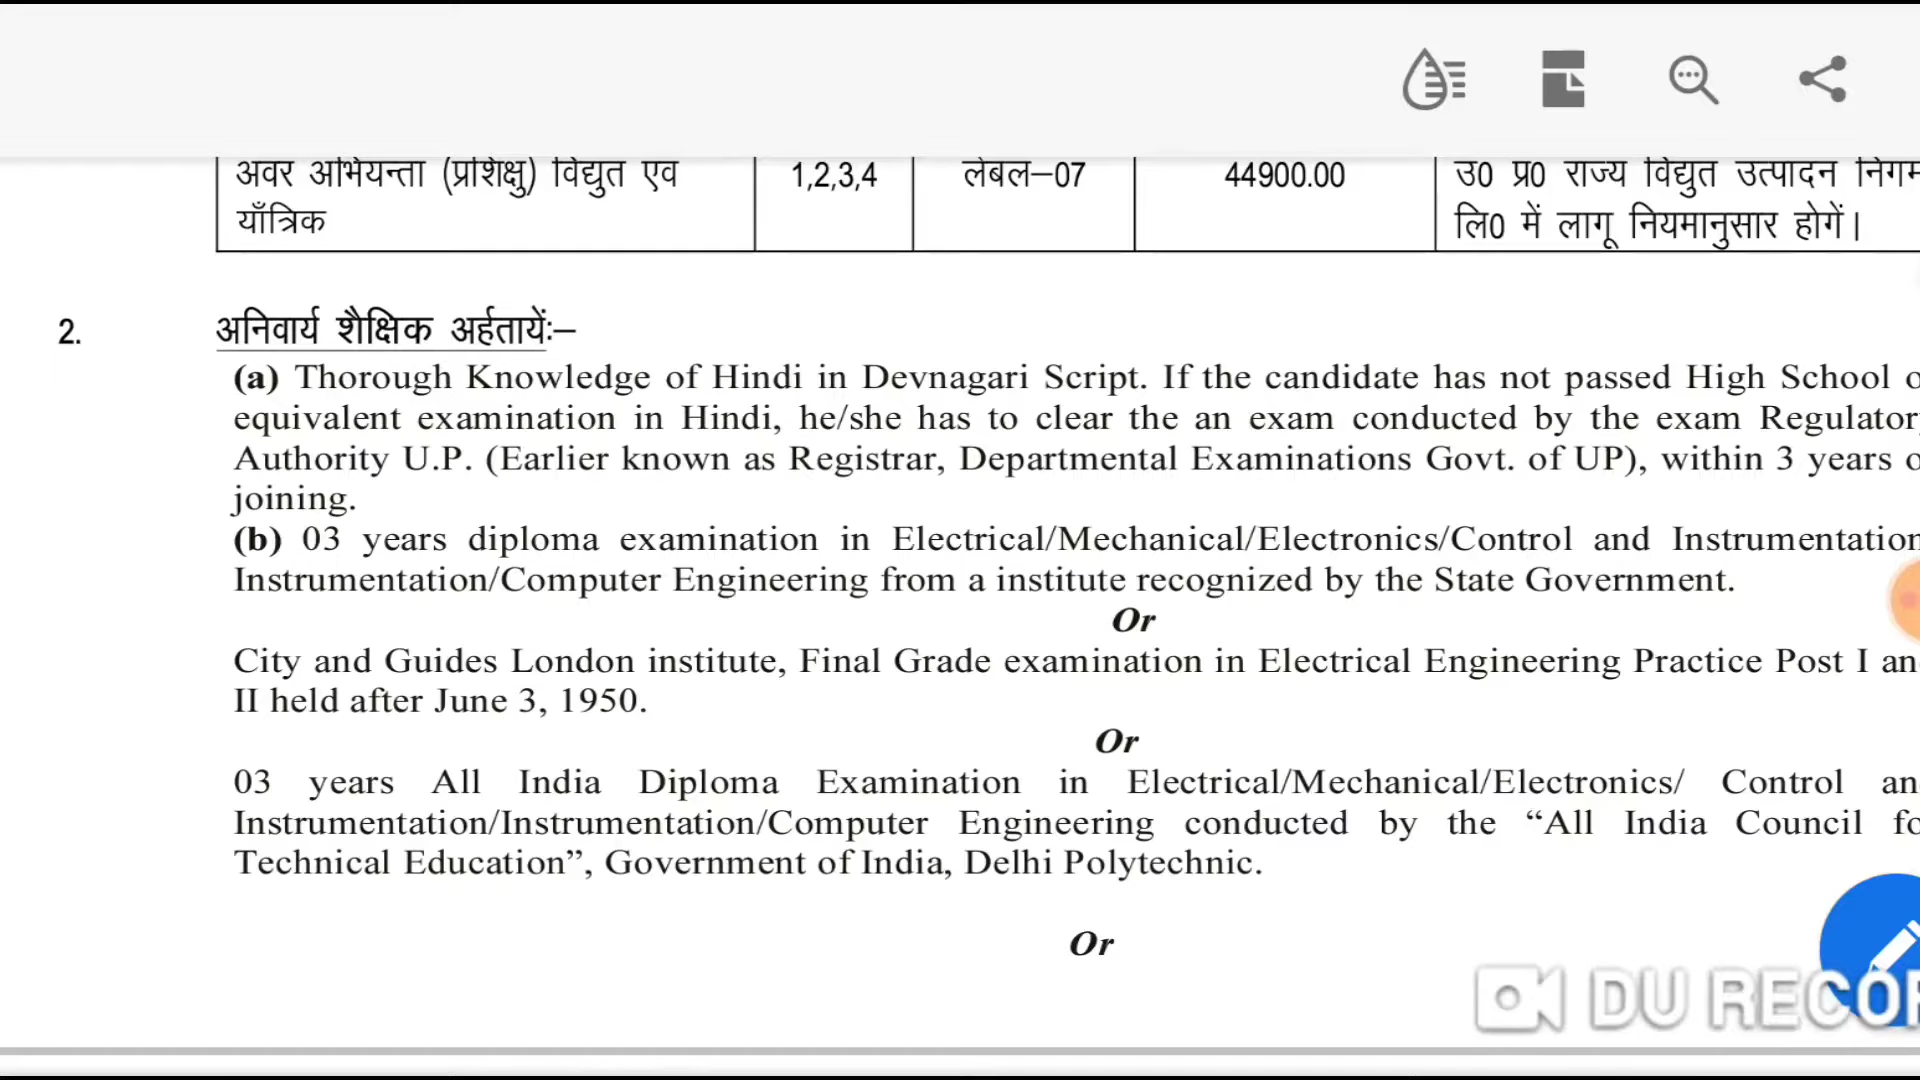 अवर अभियन्ता (प्रशिक्षु) विद्युत एवं 1,2,3,4 लेबल–07 44900.00 उ0 प्र0 राज्य विद्युत उत्पादन निगम
याँत्रिक लि0 में लागू नियमानुसार होगें।
2. अनिवार्य शैक्षिक अर्हतायें:–
(a) Thorough Knowledge of Hindi in Devnagari Script. If the candidate has not passed High School
equivalent examination in Hindi, he/she has to clear the an exam conducted by the exam Regulatory
Authority U.P. (Earlier known as Registrar, Departmental Examinations Govt. of UP), within 3 years
joining.
(b) 03 years diploma examination in Electrical/Mechanical/Electronics/Control and Instrumentation
Instrumentation/Computer Engineering from a institute recognized by the State Government.
Or
City and Guides London institute, Final Grade examination in Electrical Engineering Practice Post I
II held after June 3, 1950.
Or
03 years All India Diploma Examination in Electrical/Mechanical/Electronics/ Control
Instrumentation/Instrumentation/Computer Engineering conducted by the “All India Council
Technical Education”, Government of India, Delhi Polytechnic.
Or
DU RECOR